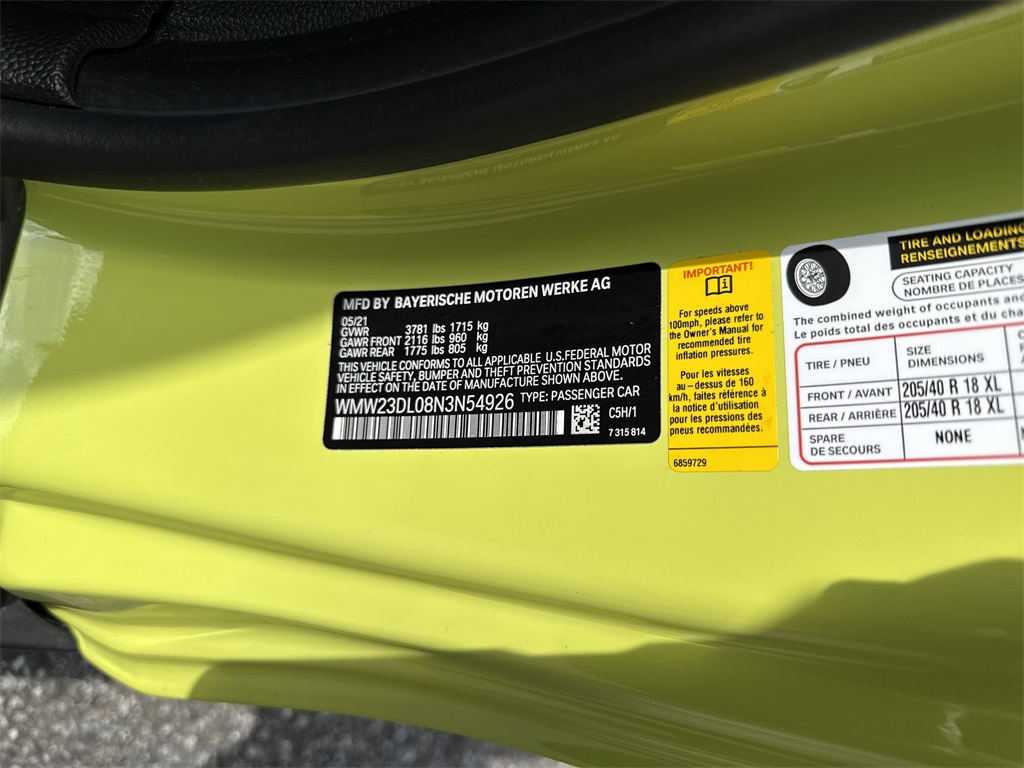 MFD BY BAYERISCHE MOTOREN WERKE AG
05/21
GVWR 3781 lbs 1715 kg
GAWR FRONT 2116 lbs 960 kg
GAWR REAR 1775 lbs 805 kg
THIS VEHICLE CONFORMS TO ALL APPLICABLE U.S.FEDERAL MOTOR
VEHICLE SAFETY, BUMPER AND THEFT PREVENTION STANDARDS
IN EFFECT ON THE DATE OF MANUFACTURE SHOWN ABOVE.
WMW23DL08N3N54926 TYPE: PASSENGER CAR
C5H/1
7 315 814
IMPORTANT!
For speeds above
100mph, please refer to
the Owner's Manual for
recommended tire
inflation pressures.
Pour les vitesses
au-dessus de 160
km/h, faites référence à
la notice d'utilisation
pour les pressions des
pneus recommandées.
6859729
TIRE AND LOADING
RENSEIGNEMENTS
SEATING CAPACITY
NOMBRE DE PLACES
The combined weight of occupants and
Le poids total des occupants et du
TIRE / PNEU
SIZE
DIMENSIONS
FRONT / AVANT 205/40 R 18 XL
REAR / ARRIÈRE 205/40 R 18 XL
SPARE
DE SECOURS
NONE